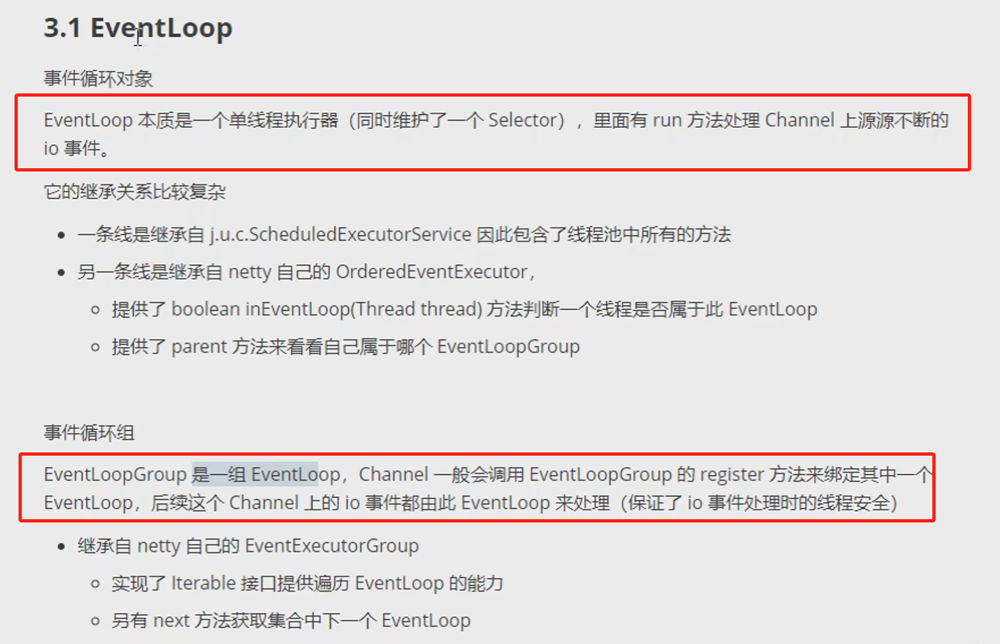 3.1 EventLoop
事件循环对象
EventLoop 本质是一个单线程执行器（同时维护了一个 Selector），里面有 run 方法处理 Channel 上源源不断的
io 事件。
它的继承关系比较复杂
• 一条线是继承自 j.u.c.ScheduledExecutorService 因此包含了线程池中所有的方法
• 另一条线是继承自 netty 自己的 OrderedEventExecutor，
○ 提供了 boolean inEventLoop(Thread thread) 方法判断一个线程是否属于此 EventLoop
○ 提供了 parent 方法来看看自己属于哪个 EventLoopGroup
事件循环组
EventLoopGroup 是一组 EventLoop，Channel 一般会调用 EventLoopGroup 的 register 方法来绑定其中一个
EventLoop，后续这个 Channel 上的 io 事件都由此 EventLoop 来处理（保证了 io 事件处理时的线程安全）
• 继承自 netty 自己的 EventExecutorGroup
○ 实现了 Iterable 接口提供遍历 EventLoop 的能力
○ 另有 next 方法获取集合中下一个 EventLoop